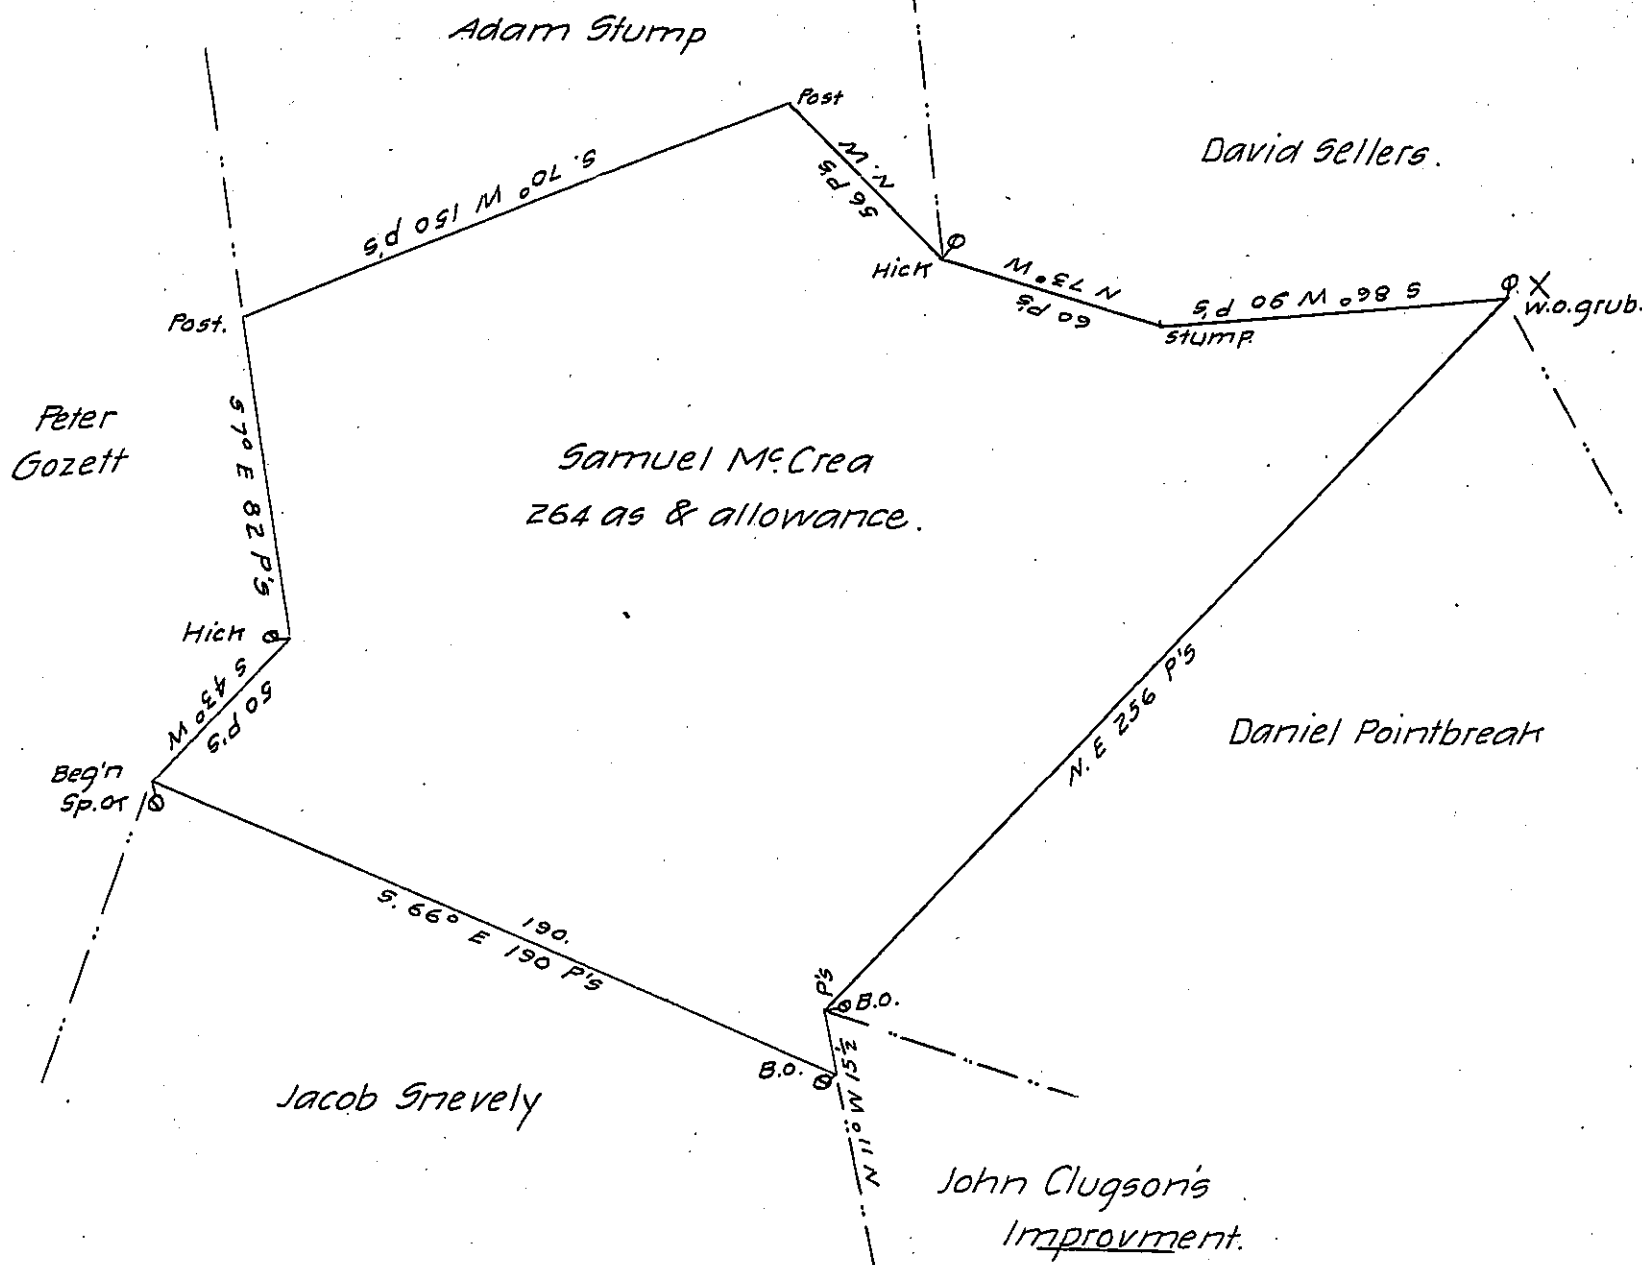 Adam Stump
Post
David Sellers.
S. 70° W 150 p's
N. W.
56 P's
Hick
N 73° W
60 p's
S 86° W 90 P's
stump.
X
w.o.grub.
Post.
Peter
Gozett
S 7° E 82 P's
Samuel McCrea
264 as & allowance.
Hick
S 43° W
50 p's
N. E 256 P's
Daniel Pointbreak
Beg'n
Sp.or
190.
S. 66° E 190 P's
P's
B.O.
B.O.
N 11° W 15½
Jacob Snevely
John Clugson's
Improvment.